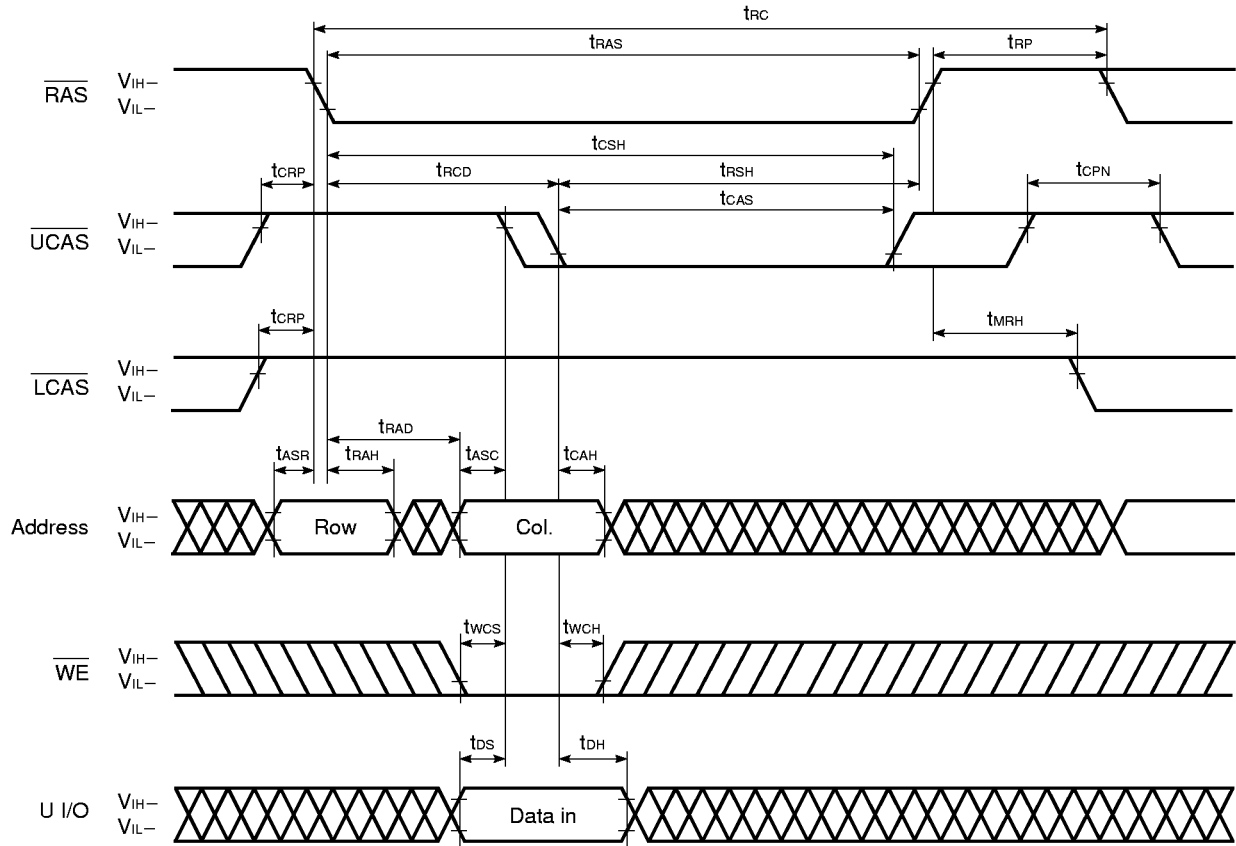 tRC
tRAS
tRP
RAS
VIH–
VIL–
tCSH
tCRP
tRCD
tRSH
tCPN
tCAS
UCAS
VIH–
VIL–
tCRP
tMRH
LCAS
VIH–
VIL–
tRAD
tASR
tRAH
tASC
tCAH
Address
VIH–
VIL–
Row
Col.
tWCS
tWCH
WE
VIH–
VIL–
tDS
tDH
U I/O
VIH–
VIL–
Data in